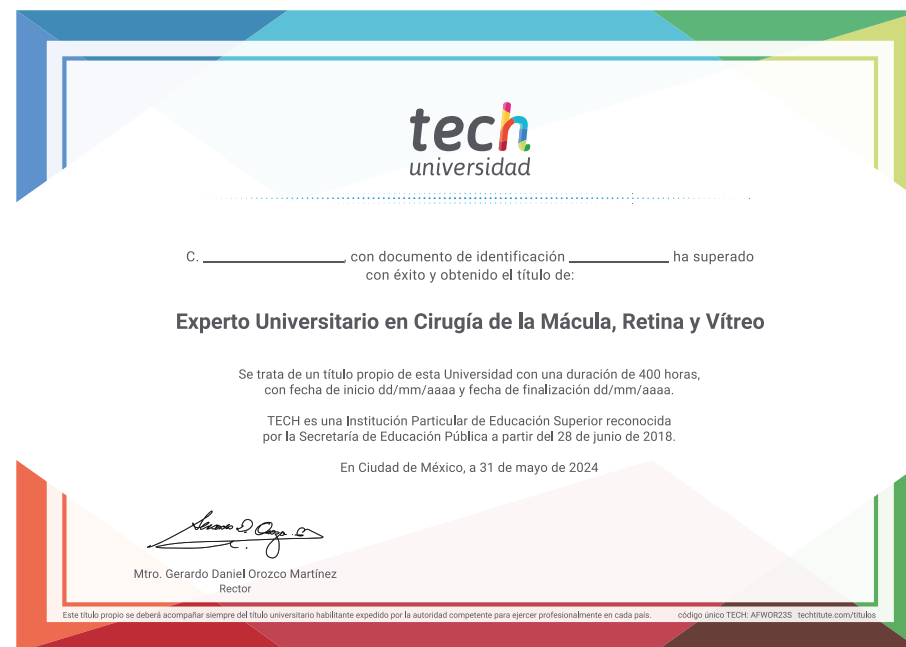 tech
universidad
C. ____________, con documento de identificación ____________ ha superado
con éxito y obtenido el título de:
Experto Universitario en Cirugía de la Mácula, Retina y Vítreo
Se trata de un título propio de esta Universidad con una duración de 400 horas,
con fecha de inicio dd/mm/aaaa y fecha de finalización dd/mm/aaaa.
TECH es una Institución Particular de Educación Superior reconocida
por la Secretaría de Educación Pública a partir del 28 de junio de 2018.
En Ciudad de México, a 31 de mayo de 2024
Mtro. Gerardo Daniel Orozco Martínez
Rector
Este título propio se deberá acompañar siempre del título universitario habilitante expedido por la autoridad competente para ejercer profesionalmente en cada país. código único TECH: AFWOR23S techtitute.com/titulos